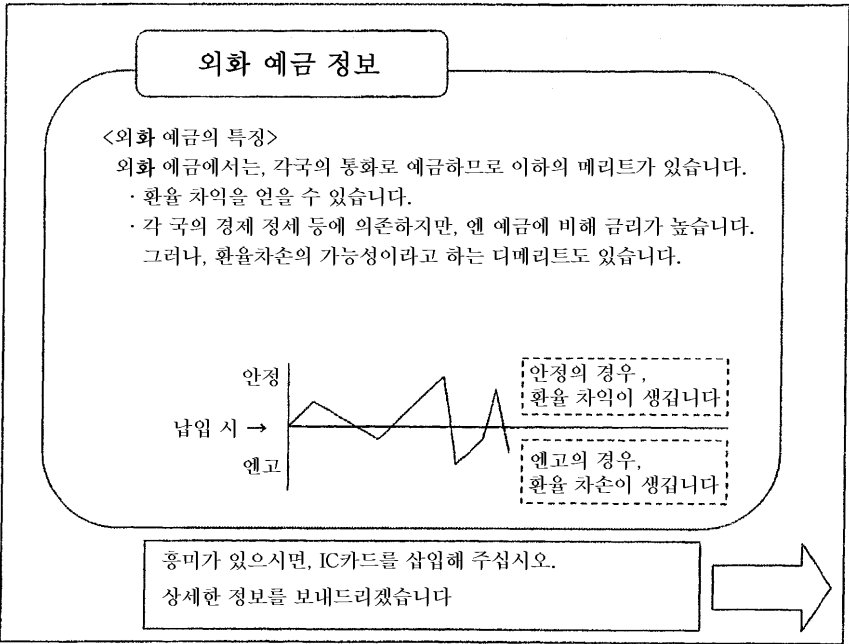 외화 예금 정보
<외화 예금의 특징>
외화 예금에서는, 각국의 통화로 예금하므로 이하의 메리트가 있습니다.
· 환율 차익을 얻을 수 있습니다.
· 각 국의 경제 정세 등에 의존하지만, 엔 예금에 비해 금리가 높습니다.
그러나, 환율차손의 가능성이라고 하는 디메리트도 있습니다.
안정
납입 시 →
엔고
안정의 경우,
환율 차익이 생깁니다
엔고의 경우,
환율 차손이 생깁니다
흥미가 있으시면, IC카드를 삽입해 주십시오.
상세한 정보를 보내드리겠습니다